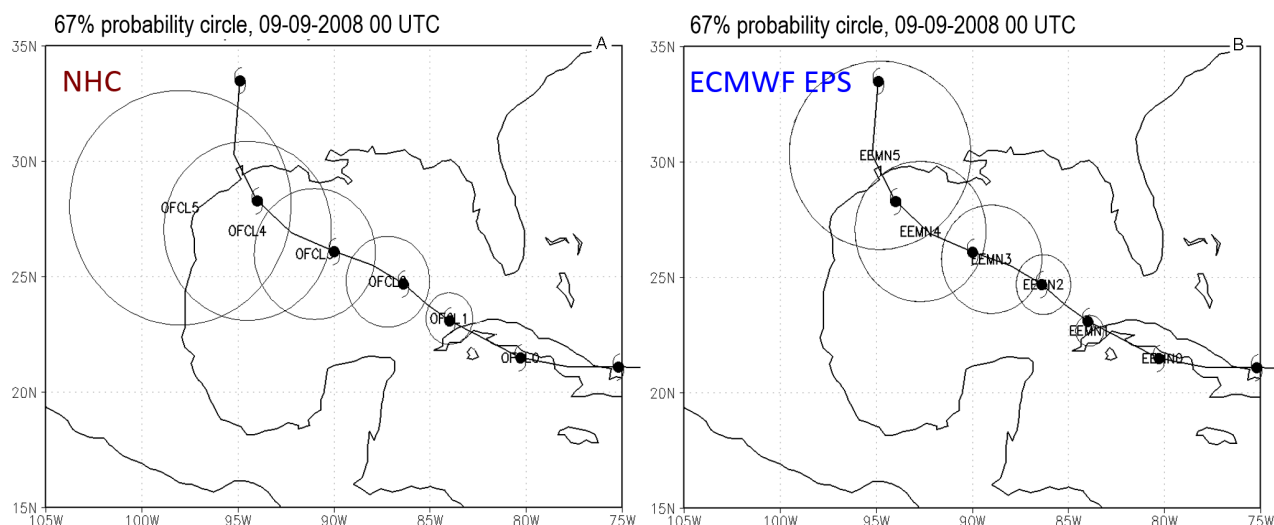 67% probability circle, 09-09-2008 00 UTC
A
NHC
35N
30N
25N
20N
15N
105W
100W
95W
90W
85W
80W
75W
OFCL5
OFCL4
OFCL3
OFCL2
OFCL1
OFCL0
67% probability circle, 09-09-2008 00 UTC
B
ECMWF EPS
35N
30N
25N
20N
15N
105W
100W
95W
90W
85W
80W
75W
EEMN5
EEMN4
EEMN3
EEMN2
EEMN1
EEMN0